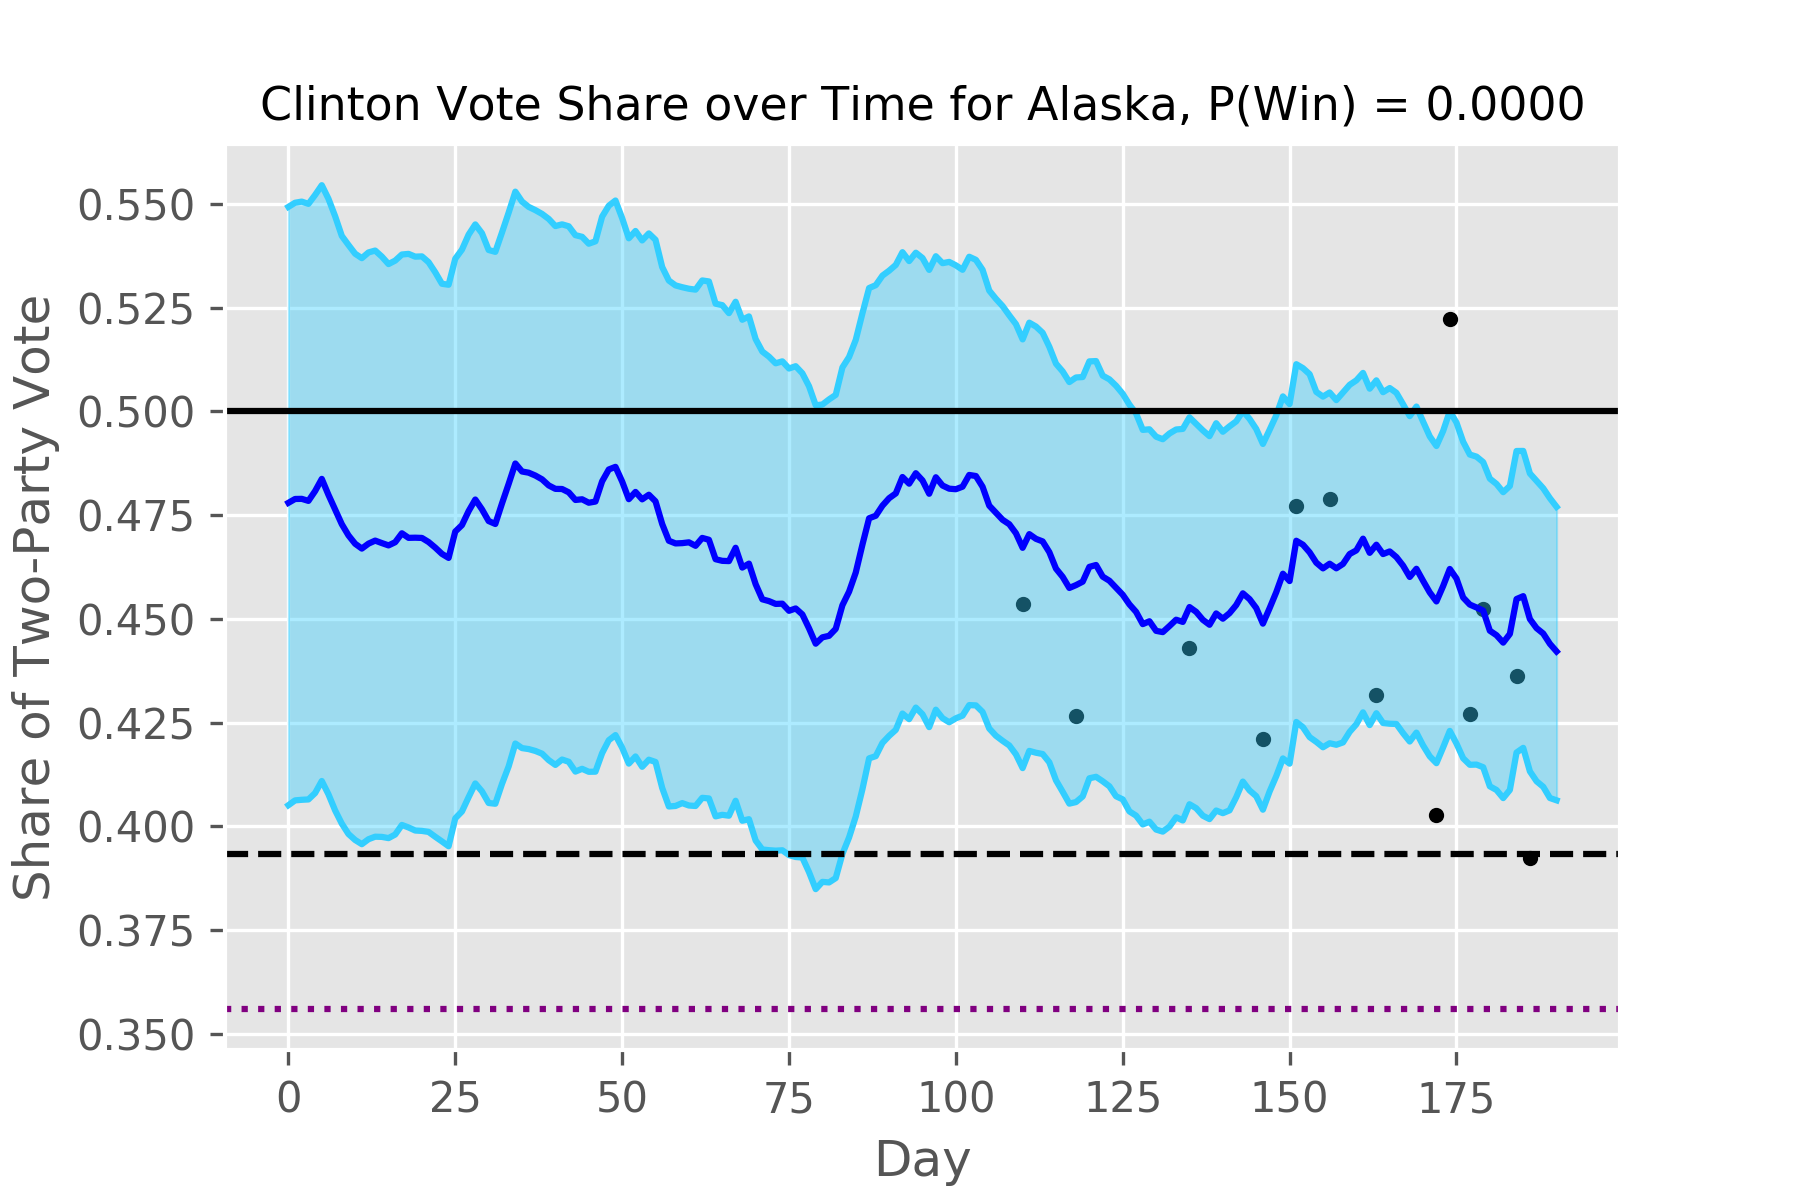 Clinton Vote Share over Time for Alaska, P(Win) = 0.0000
Share of Two-Party Vote
0.550
0.525
0.500
0.475
0.450
0.425
0.400
0.375
0.350
0 25 50 75 100 125 150 175
Day